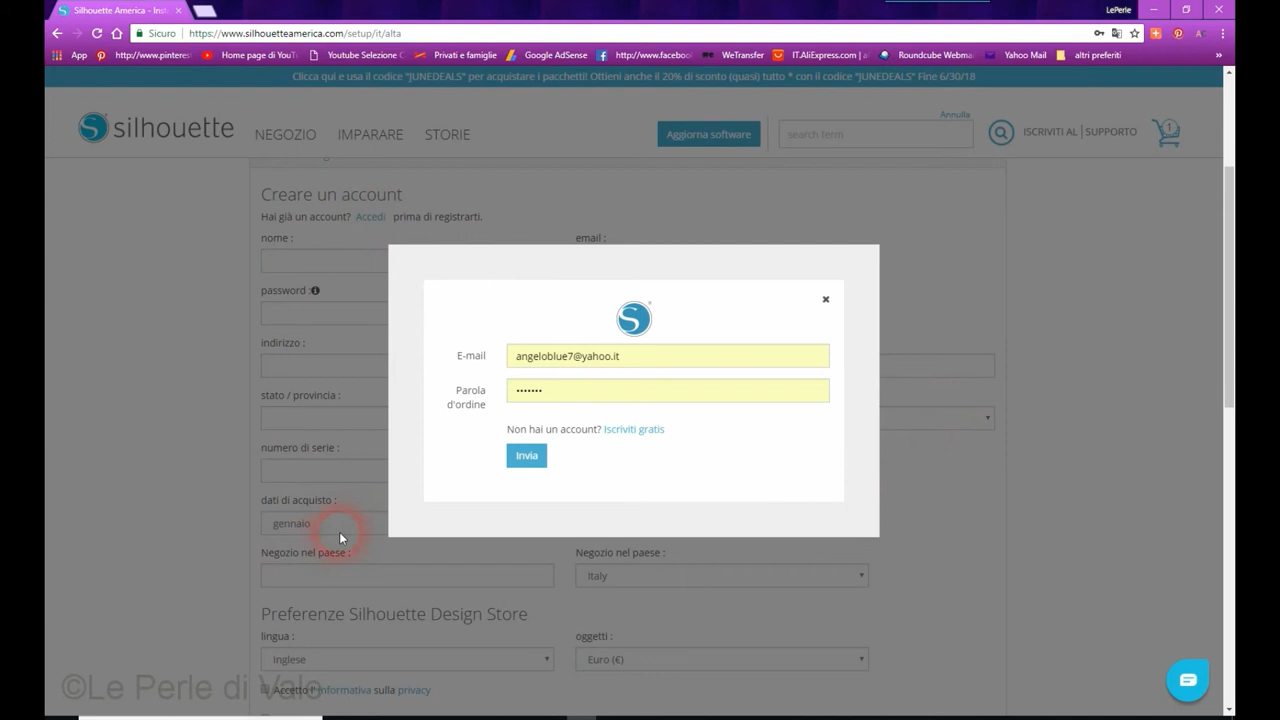 Silhouette America - Inst
LePerle
Sicuro
https://www.silhouetteamerica.com/setup/it/alta
App
http://www.pinteres
Home page di YouT
Youtube Selezione C
Privati e famiglie
Google AdSense
http://www.facebook
WeTransfer
IT.AliExpress.com | a
Roundcube Webma
Yahoo Mail
altri preferiti
Clicca qui e usa il codice "JUNEDEALS" per acquistare i pacchetti! Ottieni anche il 20% di sconto (quasi) tutto * con il codice "JUNEDEALS" Fine 6/30/18
silhouette
NEGOZIO
IMPARARE
STORIE
Aggiorna software
search term
Annulla
ISCRIVITI AL | SUPPORTO
1
Creare un account
Hai già un account? Accedi prima di registrarti.
nome :
email :
password :
indirizzo :
stato / provincia :
numero di serie :
dati di acquisto :
gennaio
Negozio nel paese :
Negozio nel paese :
Italy
S
E-mail
angeloblue7@yahoo.it
Parola
d'ordine
•••••••
Non hai un account? Iscriviti gratis
Invia
Preferenze Silhouette Design Store
lingua :
oggetti :
Inglese
Euro (€)
Accetto l'informativa sulla privacy
©Le Perle di Vale